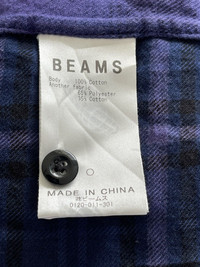 BEAMS
Body 100% Cotton
Another Fabric
65% Polyester
35% Cotton
MADE IN CHINA
㈱ビームス
0120-011-301